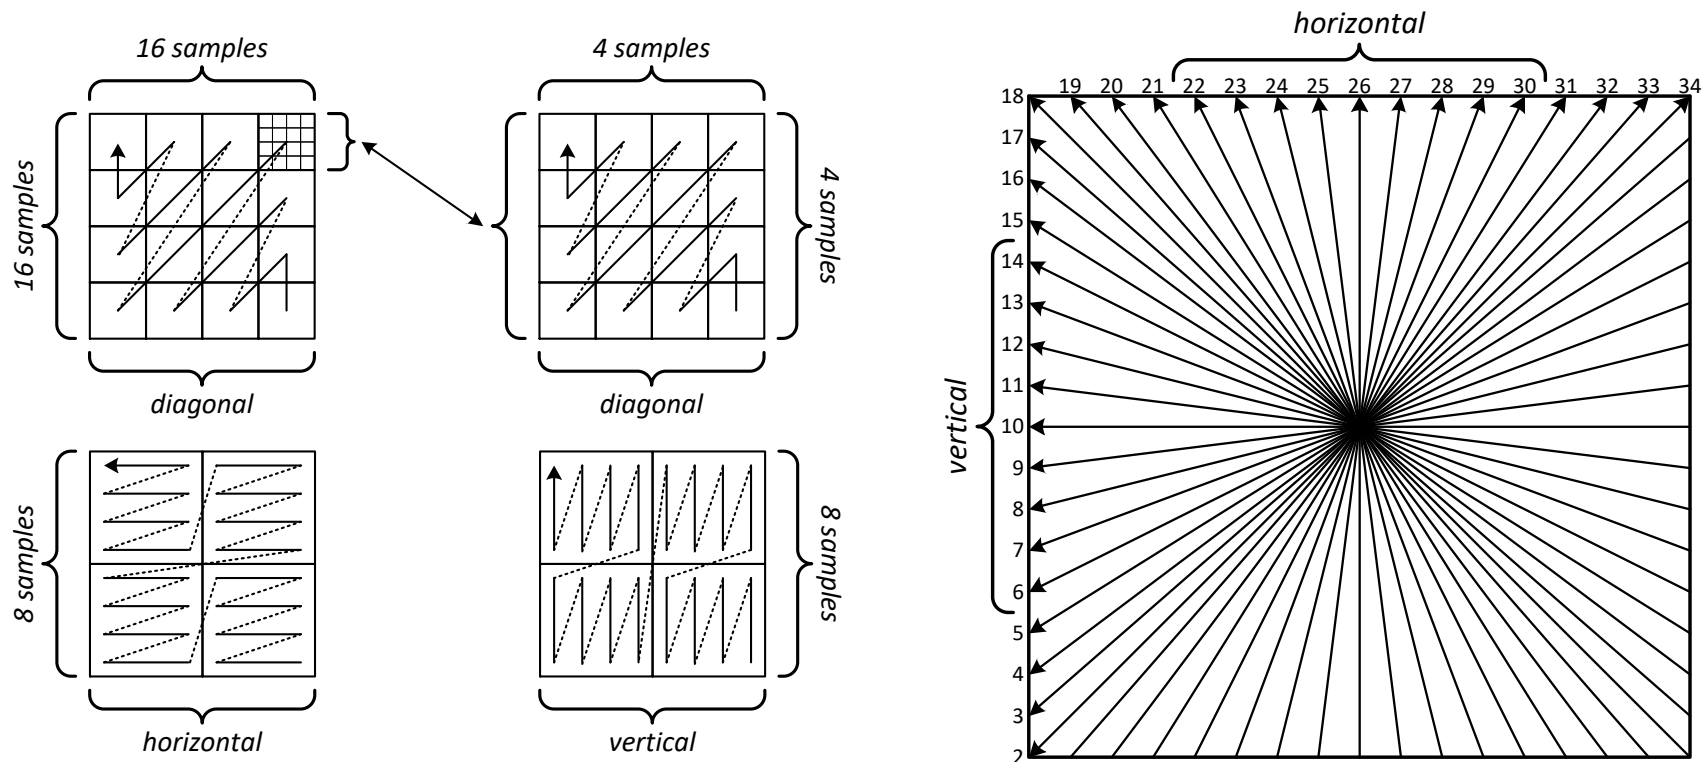 16 samples
16 samples
diagonal
4 samples
4 samples
diagonal
8 samples
horizontal
8 samples
vertical
horizontal
18 19 20 21 22 23 24 25 26 27 28 29 30 31 32 33 34
17
16
15
14
13
12
11
vertical
10
9
8
7
6
5
4
3
2